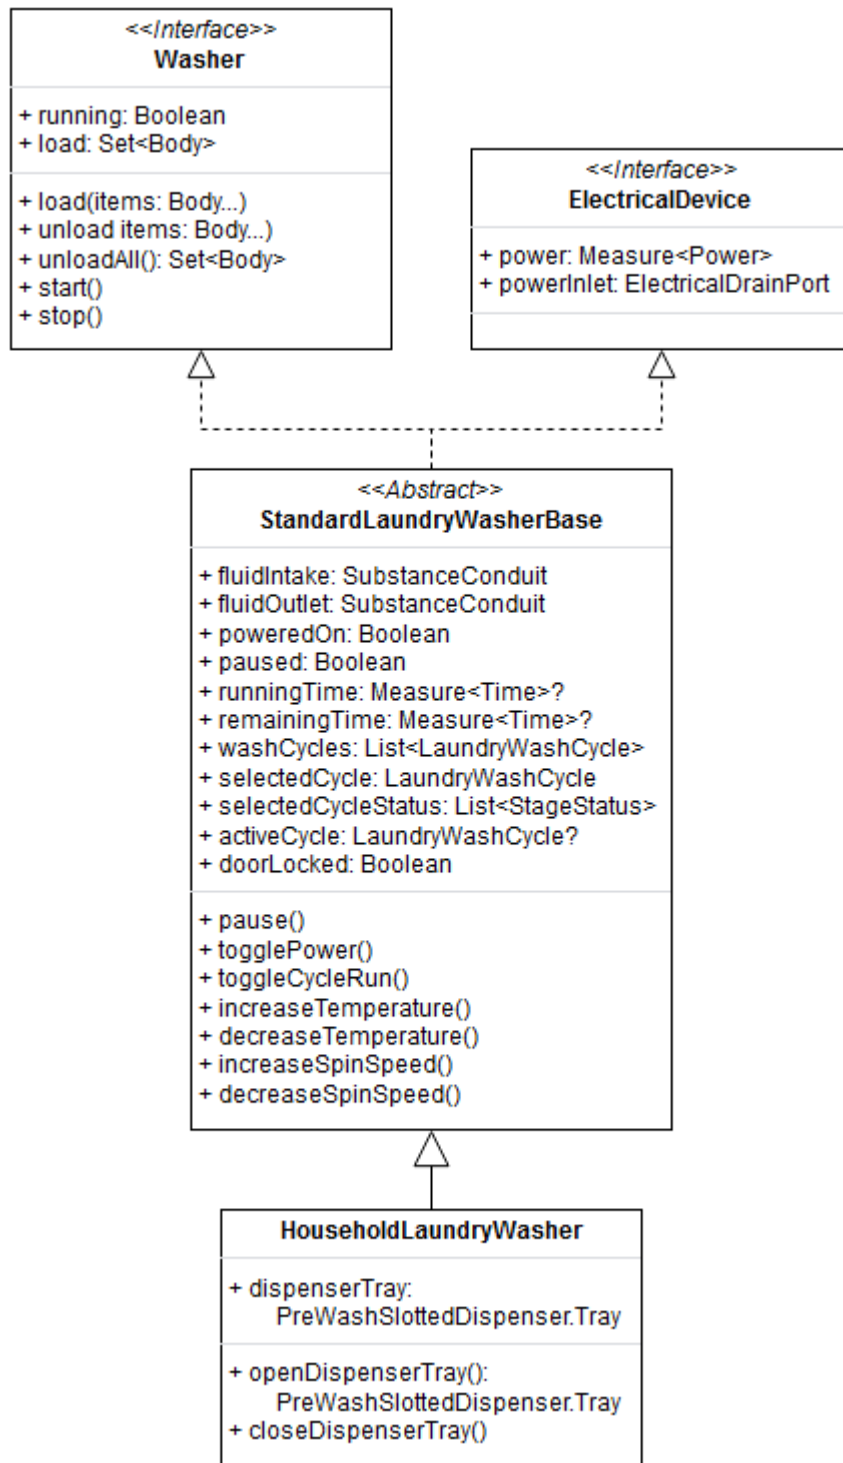 <<Interface>>
Washer
+ running: Boolean
+ load: Set<Body>
+ load(items: Body...)
+ unload items: Body...)
+ unloadAll(): Set<Body>
+ start()
+ stop()
<<Interface>>
ElectricalDevice
+ power: Measure<Power>
+ powerInlet: ElectricalDrainPort
<<Abstract>>
StandardLaundryWasherBase
+ fluidIntake: SubstanceConduit
+ fluidOutlet: SubstanceConduit
+ poweredOn: Boolean
+ paused: Boolean
+ runningTime: Measure<Time>?
+ remainingTime: Measure<Time>?
+ washCycles: List<LaundryWashCycle>
+ selectedCycle: LaundryWashCycle
+ selectedCycleStatus: List<StageStatus>
+ activeCycle: LaundryWashCycle?
+ doorLocked: Boolean
+ pause()
+ togglePower()
+ toggleCycleRun()
+ increaseTemperature()
+ decreaseTemperature()
+ increaseSpinSpeed()
+ decreaseSpinSpeed()
HouseholdLaundryWasher
+ dispenserTray:
PreWashSlottedDispenser.Tray
+ openDispenserTray():
PreWashSlottedDispenser.Tray
+ closeDispenserTray()